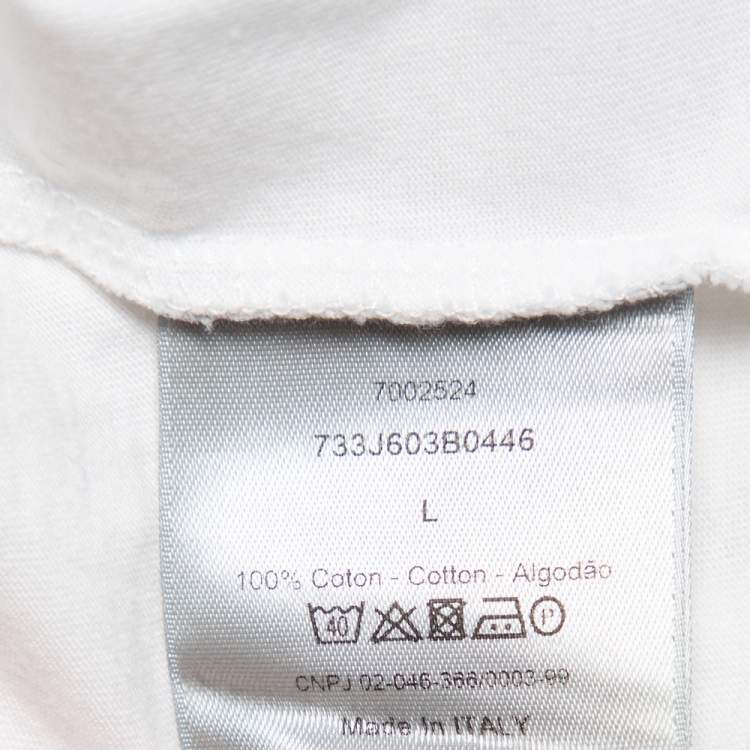 7002524
733J603B0446
L
100% Coton - Cotton - Algodão
40 P
CNPJ 02-046-366/0003-99
Made In ITALY